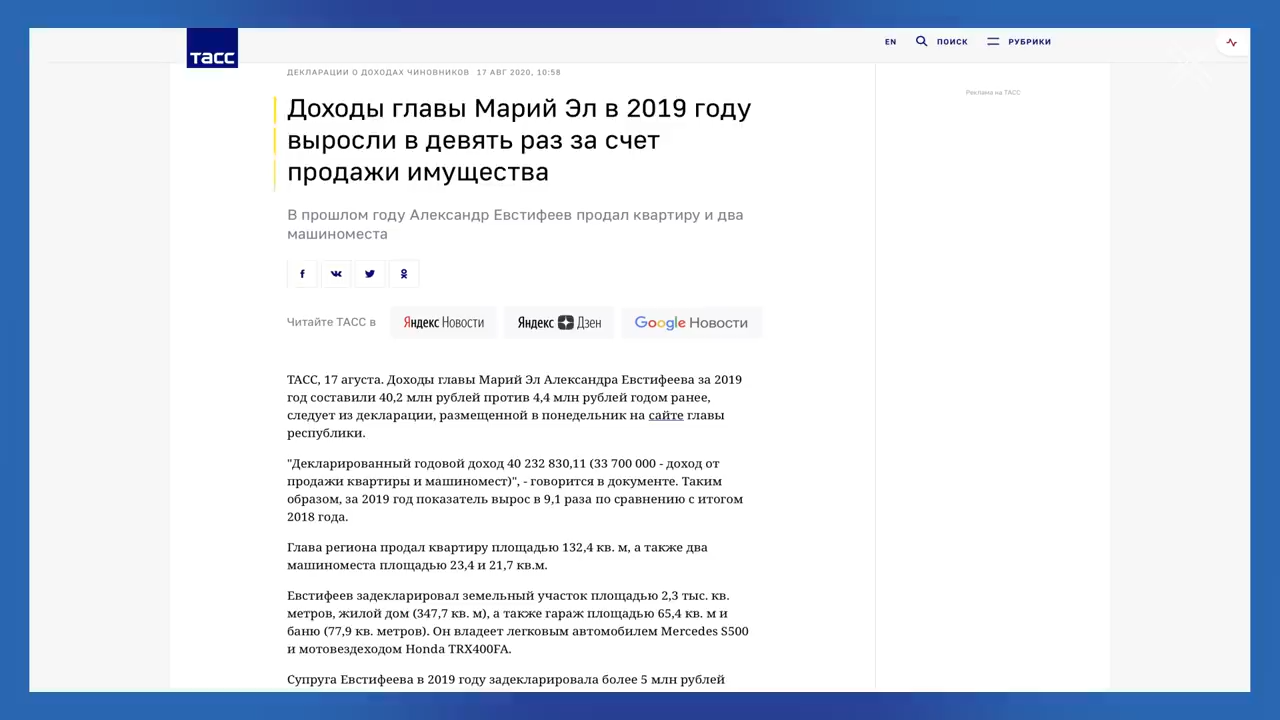 ТАСС
EN
ПОИСК
РУБРИКИ
ДЕКЛАРАЦИИ О ДОХОДАХ ЧИНОВНИКОВ 17 АВГ 2020, 10:58
Реклама на ТАСС
Доходы главы Марий Эл в 2019 году
выросли в девять раз за счет
продажи имущества
В прошлом году Александр Евстифеев продал квартиру и два
машиноместа
Читайте ТАСС в
Яндекс Новости
Яндекс Дзен
Google Новости
ТАСС, 17 агуста. Доходы главы Марий Эл Александра Евстифеева за 2019
год составили 40,2 млн рублей против 4,4 млн рублей годом ранее,
следует из декларации, размещенной в понедельник на сайте главы
республики.
"Декларированный годовой доход 40 232 830,11 (33 700 000 - доход от
продажи квартиры и машиномест)", - говорится в документе. Таким
образом, за 2019 год показатель вырос в 9,1 раза по сравнению с итогом
2018 года.
Глава региона продал квартиру площадью 132,4 кв. м, а также два
машиноместа площадью 23,4 и 21,7 кв.м.
Евстифеев задекларировал земельный участок площадью 2,3 тыс. кв.
метров, жилой дом (347,7 кв. м), а также гараж площадью 65,4 кв. м и
баню (77,9 кв. метров). Он владеет легковым автомобилем Mercedes S500
и мотовездеходом Honda TRX400FA.
Супруга Евстифеева в 2019 году задекларировала более 5 млн рублей